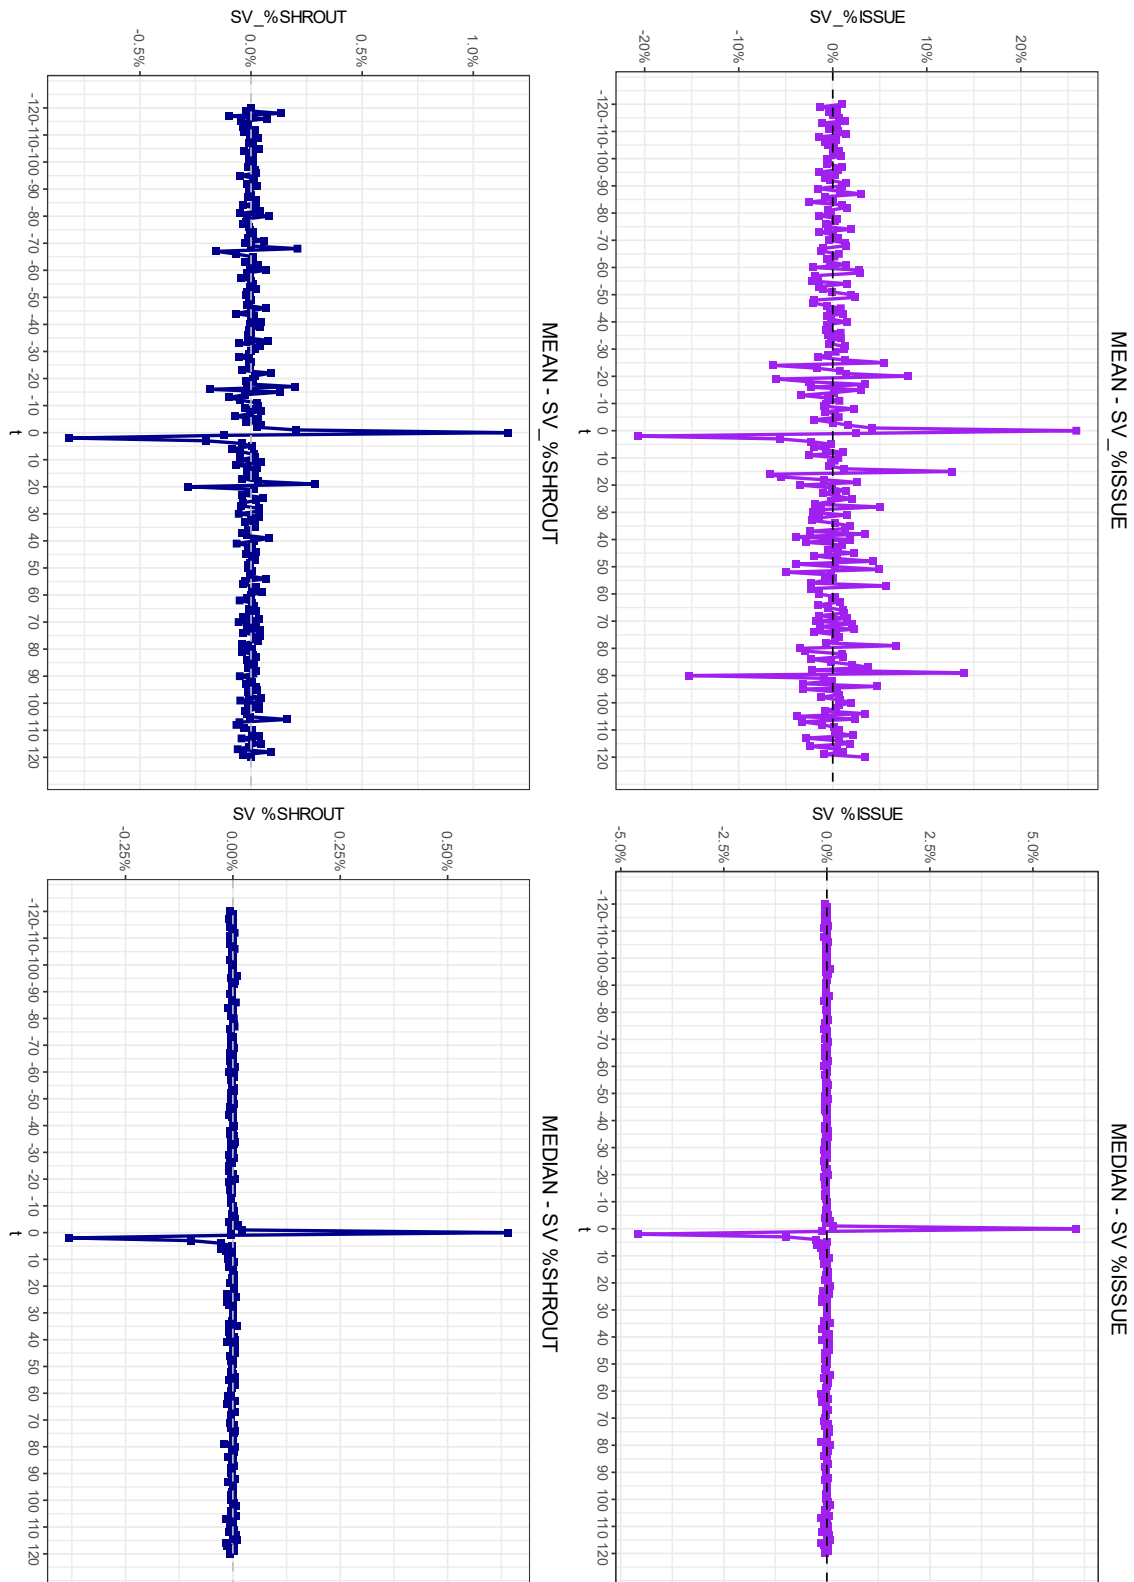 MEAN - SV_%ISSUE
SV_%ISSUE
20%
10%
0%
-10%
-20%
-120 -110 -100 -90 -80 -70 -60 -50 -40 -30 -20 -10 0 10 20 30 40 50 60 70 80 90 100 110 120
t
MEDIAN - SV %ISSUE
SV %ISSUE
5.0%
2.5%
0.0%
-2.5%
-5.0%
-120 -110 -100 -90 -80 -70 -60 -50 -40 -30 -20 -10 0 10 20 30 40 50 60 70 80 90 100 110 120
t
MEAN - SV_%SHROUT
SV_%SHROUT
1.0%
0.5%
0.0%
-0.5%
-120 -110 -100 -90 -80 -70 -60 -50 -40 -30 -20 -10 0 10 20 30 40 50 60 70 80 90 100 110 120
t
MEDIAN - SV %SHROUT
SV %SHROUT
0.50%
0.25%
0.00%
-0.25%
-120 -110 -100 -90 -80 -70 -60 -50 -40 -30 -20 -10 0 10 20 30 40 50 60 70 80 90 100 110 120
t